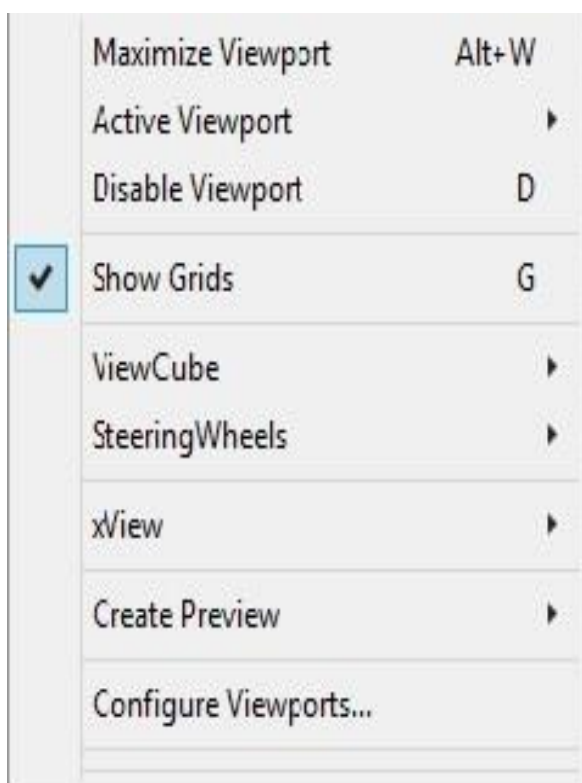 Maximize Viewport Alt+W
Active Viewport
Disable Viewport D
Show Grids G
ViewCube
SteeringWheels
xView
Create Preview
Configure Viewports...